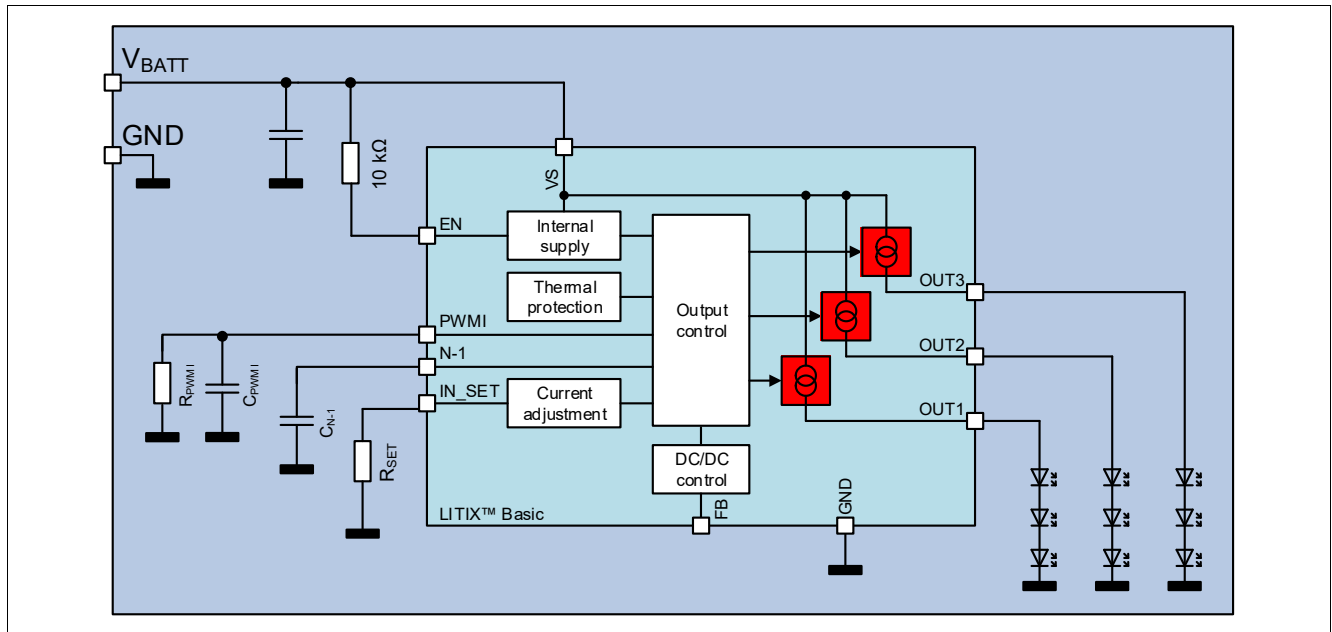 VBATT
GND
10 kΩ
VS
EN
Internal
supply
Thermal
protection
Output
control
OUT3
PWMI
N-1
OUT2
IN_SET
Current
adjustment
OUT1
RPWMI
CPWMI
CN-1
RSET
DC/DC
control
FB
GND
LITIX™ Basic